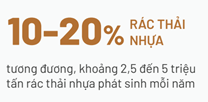 10-20% RÁC THẢI
NHỰA
tương đương, khoảng 2,5 đến 5 triệu
tấn rác thải nhựa phát sinh mỗi năm